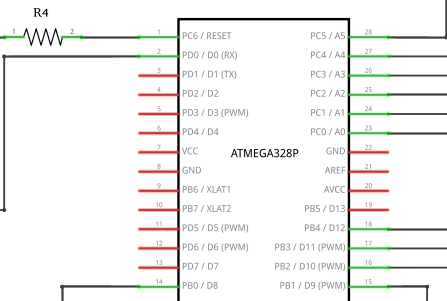 R4
1 2
1 PC6 / RESET PC5 / A5 28
2 PD0 / D0 (RX) PC4 / A4 27
3 PD1 / D1 (TX) PC3 / A3 26
4 PD2 / D2 PC2 / A2 25
5 PD3 / D3 (PWM) PC1 / A1 24
6 PD4 / D4 PC0 / A0 23
7 VCC GND 22
ATMEGA328P
8 GND AREF 21
9 PB6 / XLAT1 AVCC 20
10 PB7 / XLAT2 PB5 / D13 19
11 PD5 / D5 (PWM) PB4 / D12 18
12 PD6 / D6 (PWM) PB3 / D11 (PWM) 17
13 PD7 / D7 PB2 / D10 (PWM) 16
14 PB0 / D8 PB1 / D9 (PWM) 15